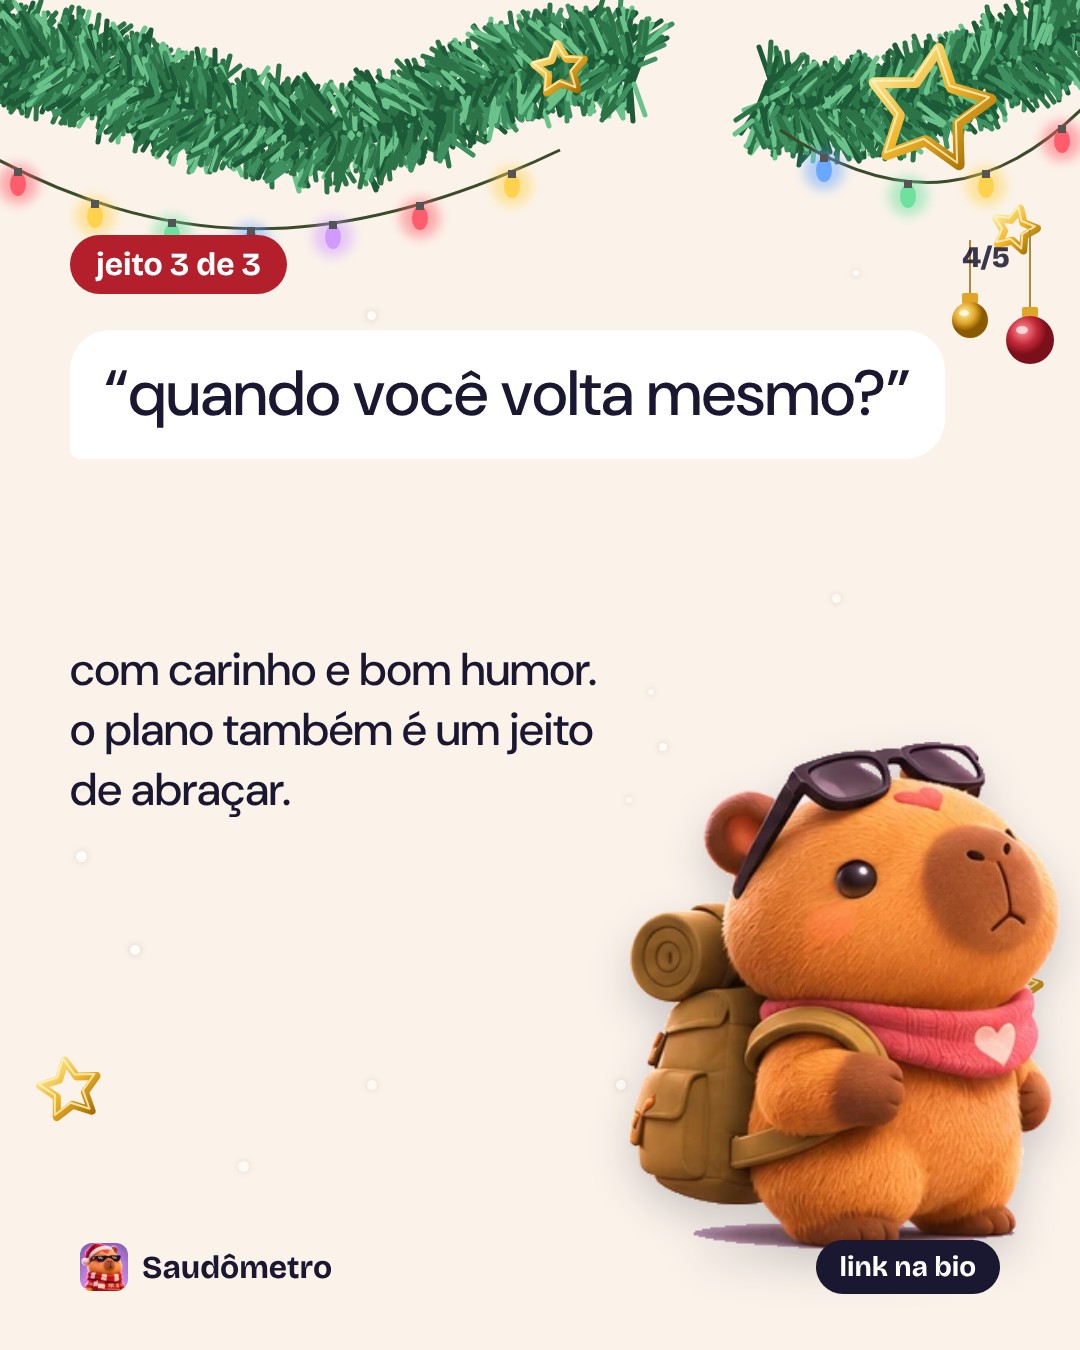 jeito 3 de 3
4/5
“quando você volta mesmo?”
com carinho e bom humor.
o plano também é um jeito
de abraçar.
Saudômetro
link na bio